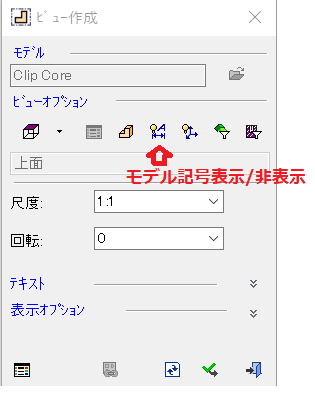 ビュー作成
モデル
Clip Core
ビューオプション
上面
モデル記号表示/非表示
尺度:
1:1
回転:
0
テキスト
表示オプション